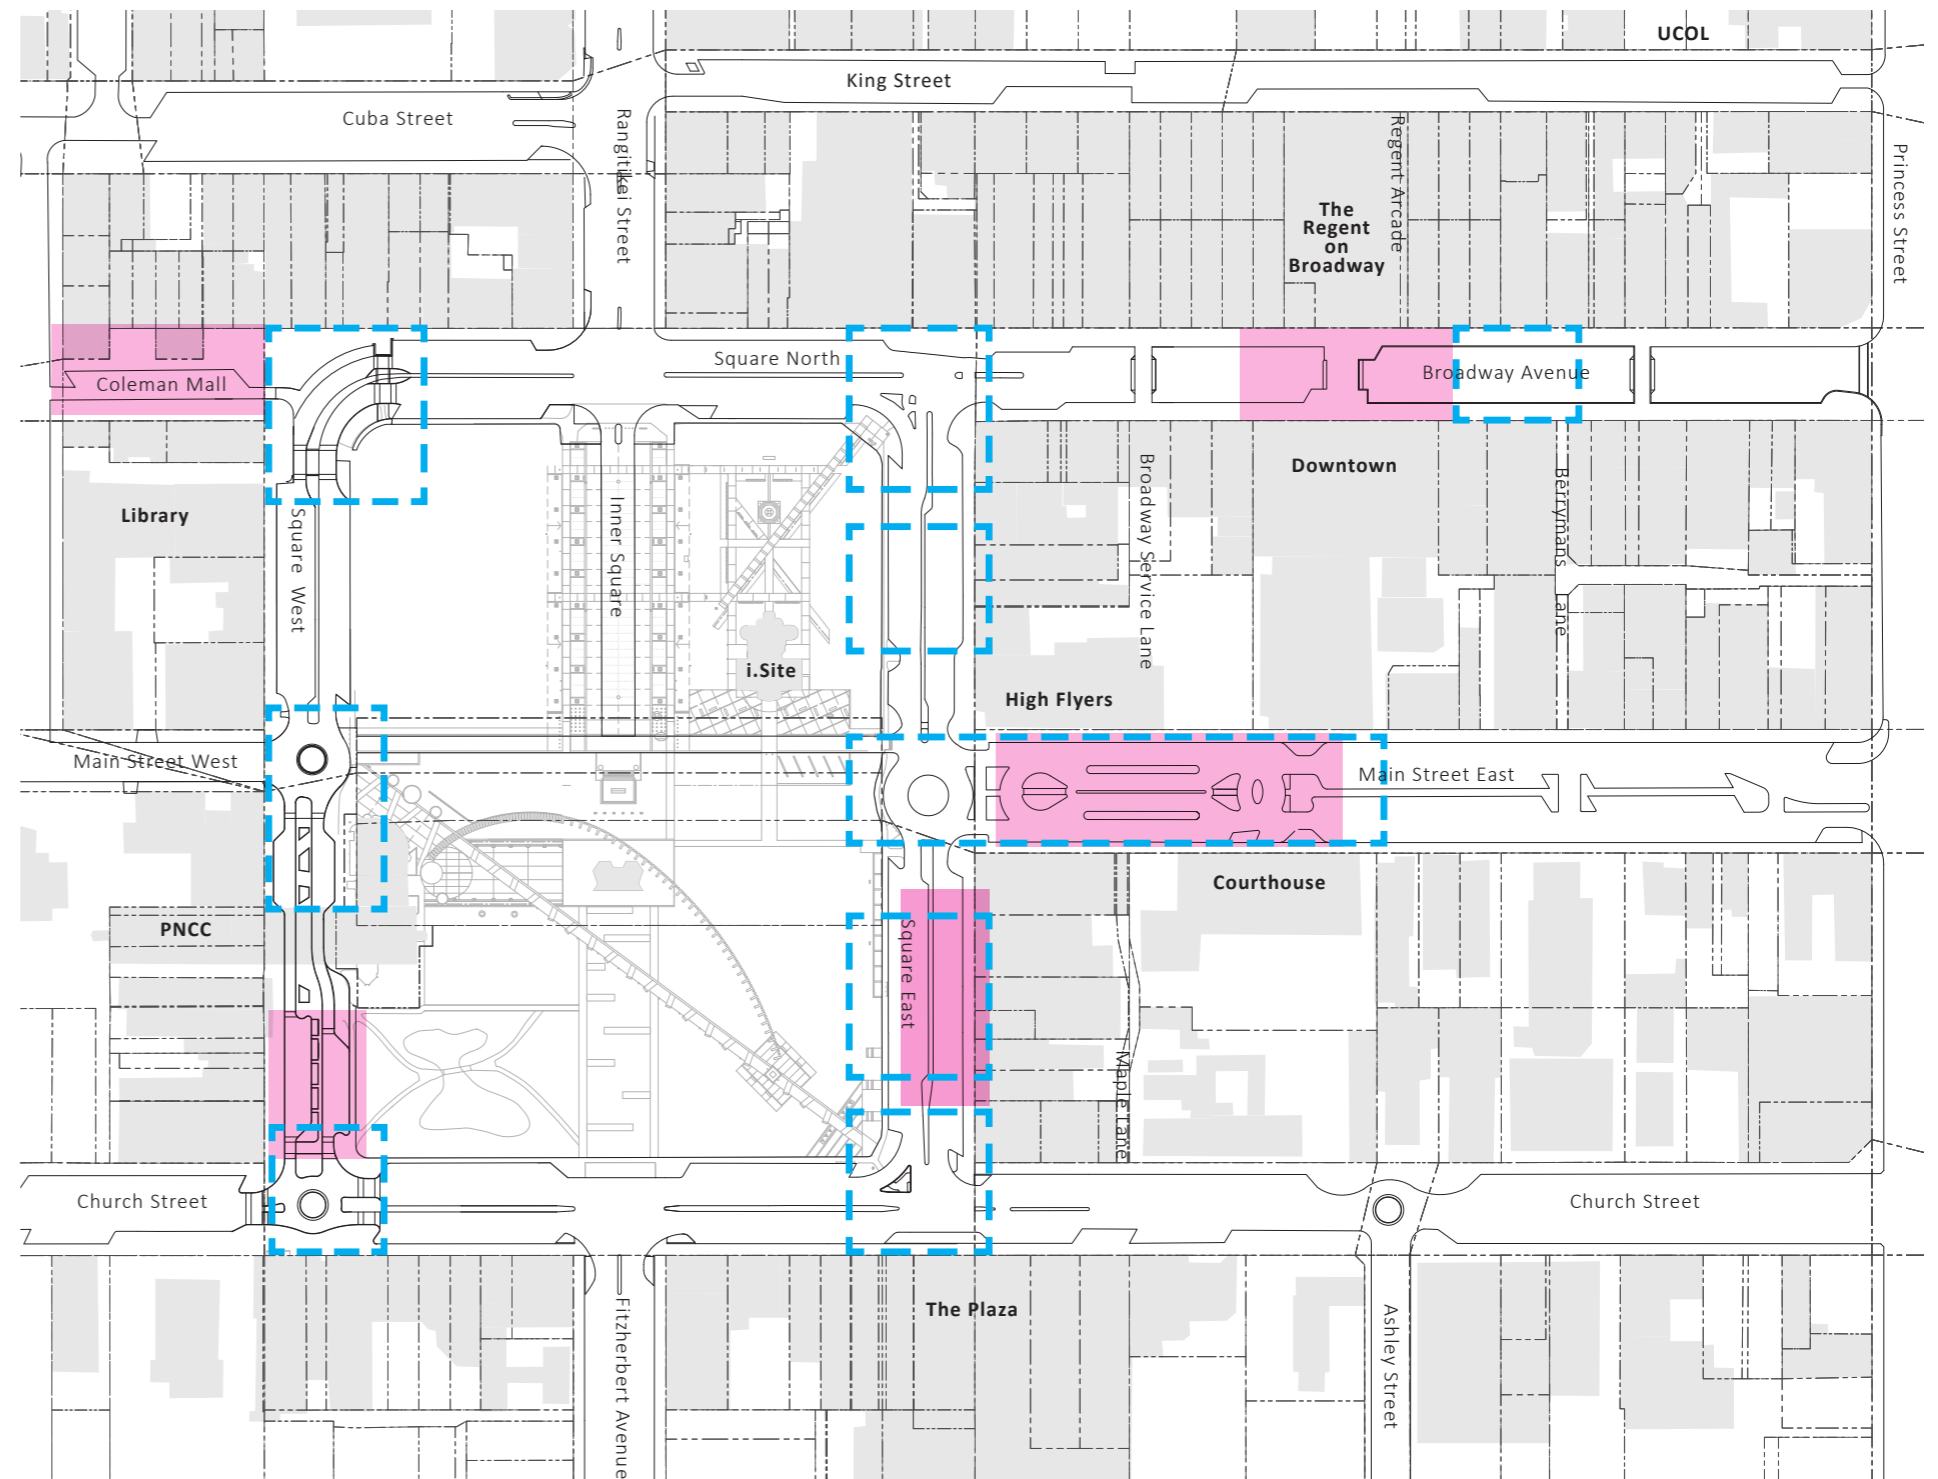 UCOL
King Street
Cuba Street
Rangitikei Street
Regent Arcade
Princess Street
The
Regent
on
Broadway
Square North
Broadway Avenue
Coleman Mall
Downtown
Library
Square West
Inner Square
Broadway Service Lane
Berrymans Lane
i.Site
High Flyers
Main Street West
Main Street East
Courthouse
PNCC
Square East
Maple Lane
Church Street
Church Street
The Plaza
Fitzherbert Avenue
Ashley Street